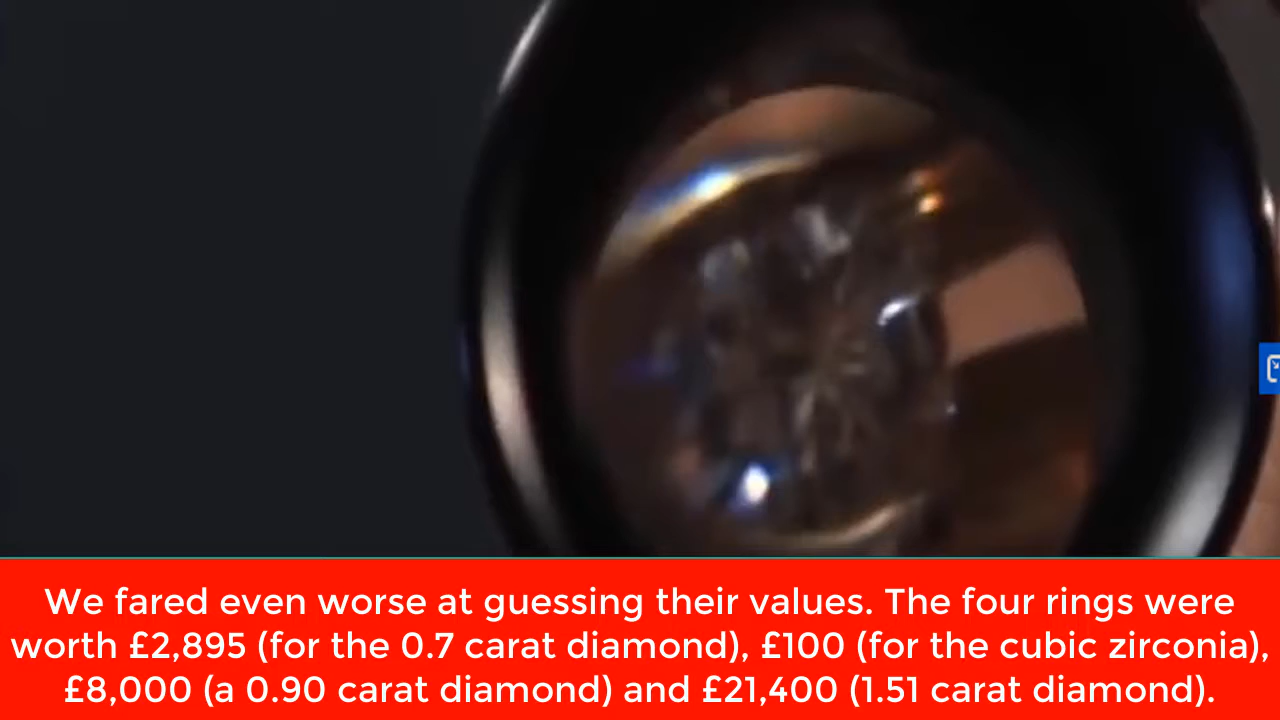 We fared even worse at guessing their values. The four rings were
worth £2,895 (for the 0.7 carat diamond), £100 (for the cubic zirconia),
£8,000 (a 0.90 carat diamond) and £21,400 (1.51 carat diamond).